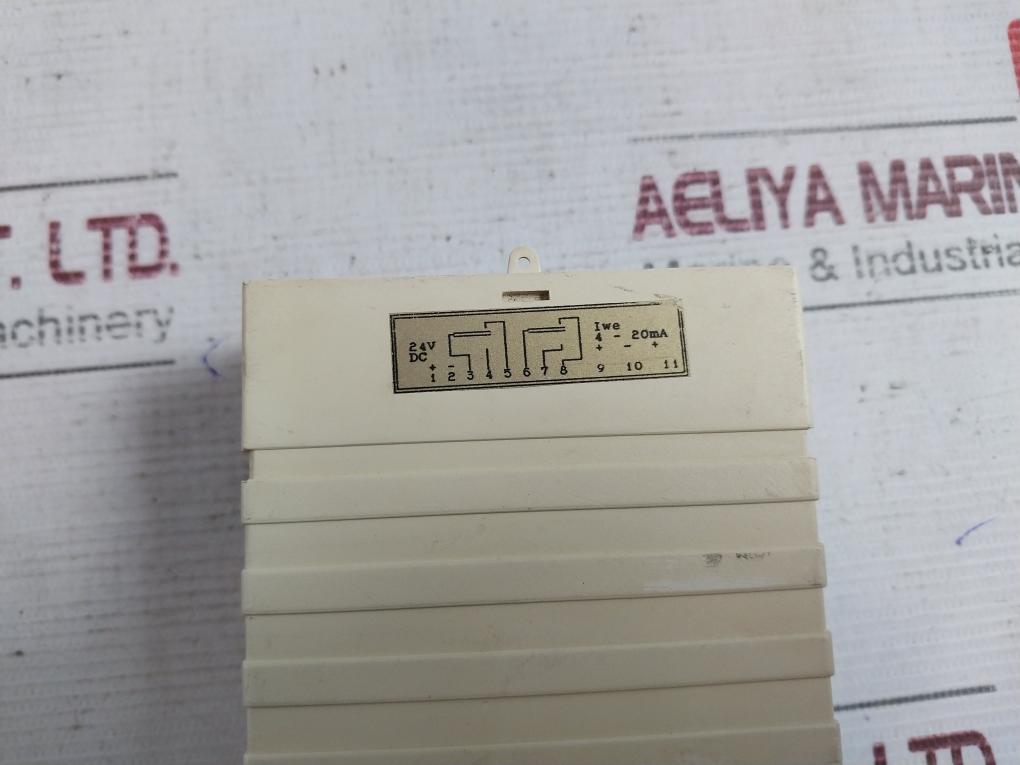 T. LTD.
achinery
AELIYA MARIN
Marine & Industria
24V
DC
+ -
1 2 3 4 5 6 7 8 9 10 11
Iwe
4 - 20mA
+ - +
LTD